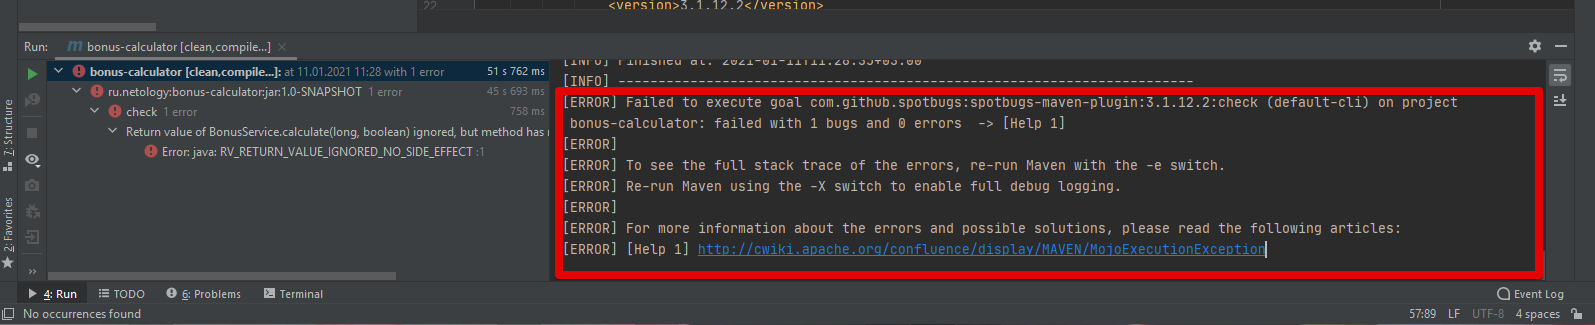 22
<version>3.1.12.2</version>
Run: m bonus-calculator [clean,compile...] ×
bonus-calculator [clean,compile...]: at 11.01.2021 11:28 with 1 error 51 s 762 ms
ru.netology:bonus-calculator:jar:1.0-SNAPSHOT 1 error 45 s 693 ms
check 1 error 758 ms
Return value of BonusService.calculate(long, boolean) ignored, but method has
Error: java: RV_RETURN_VALUE_IGNORED_NO_SIDE_EFFECT :1
[INFO] Finished at: 2021-01-11T11:28:35+03:00
[INFO] ------------------------------------------------------------------------
[ERROR] Failed to execute goal com.github.spotbugs:spotbugs-maven-plugin:3.1.12.2:check (default-cli) on project
bonus-calculator: failed with 1 bugs and 0 errors -> [Help 1]
[ERROR]
[ERROR] To see the full stack trace of the errors, re-run Maven with the -e switch.
[ERROR] Re-run Maven using the -X switch to enable full debug logging.
[ERROR]
[ERROR] For more information about the errors and possible solutions, please read the following articles:
[ERROR] [Help 1] http://cwiki.apache.org/confluence/display/MAVEN/MojoExecutionException
7: Structure
2: Favorites
4: Run TODO 6: Problems Terminal Event Log
No occurrences found 57:89 LF UTF-8 4 spaces